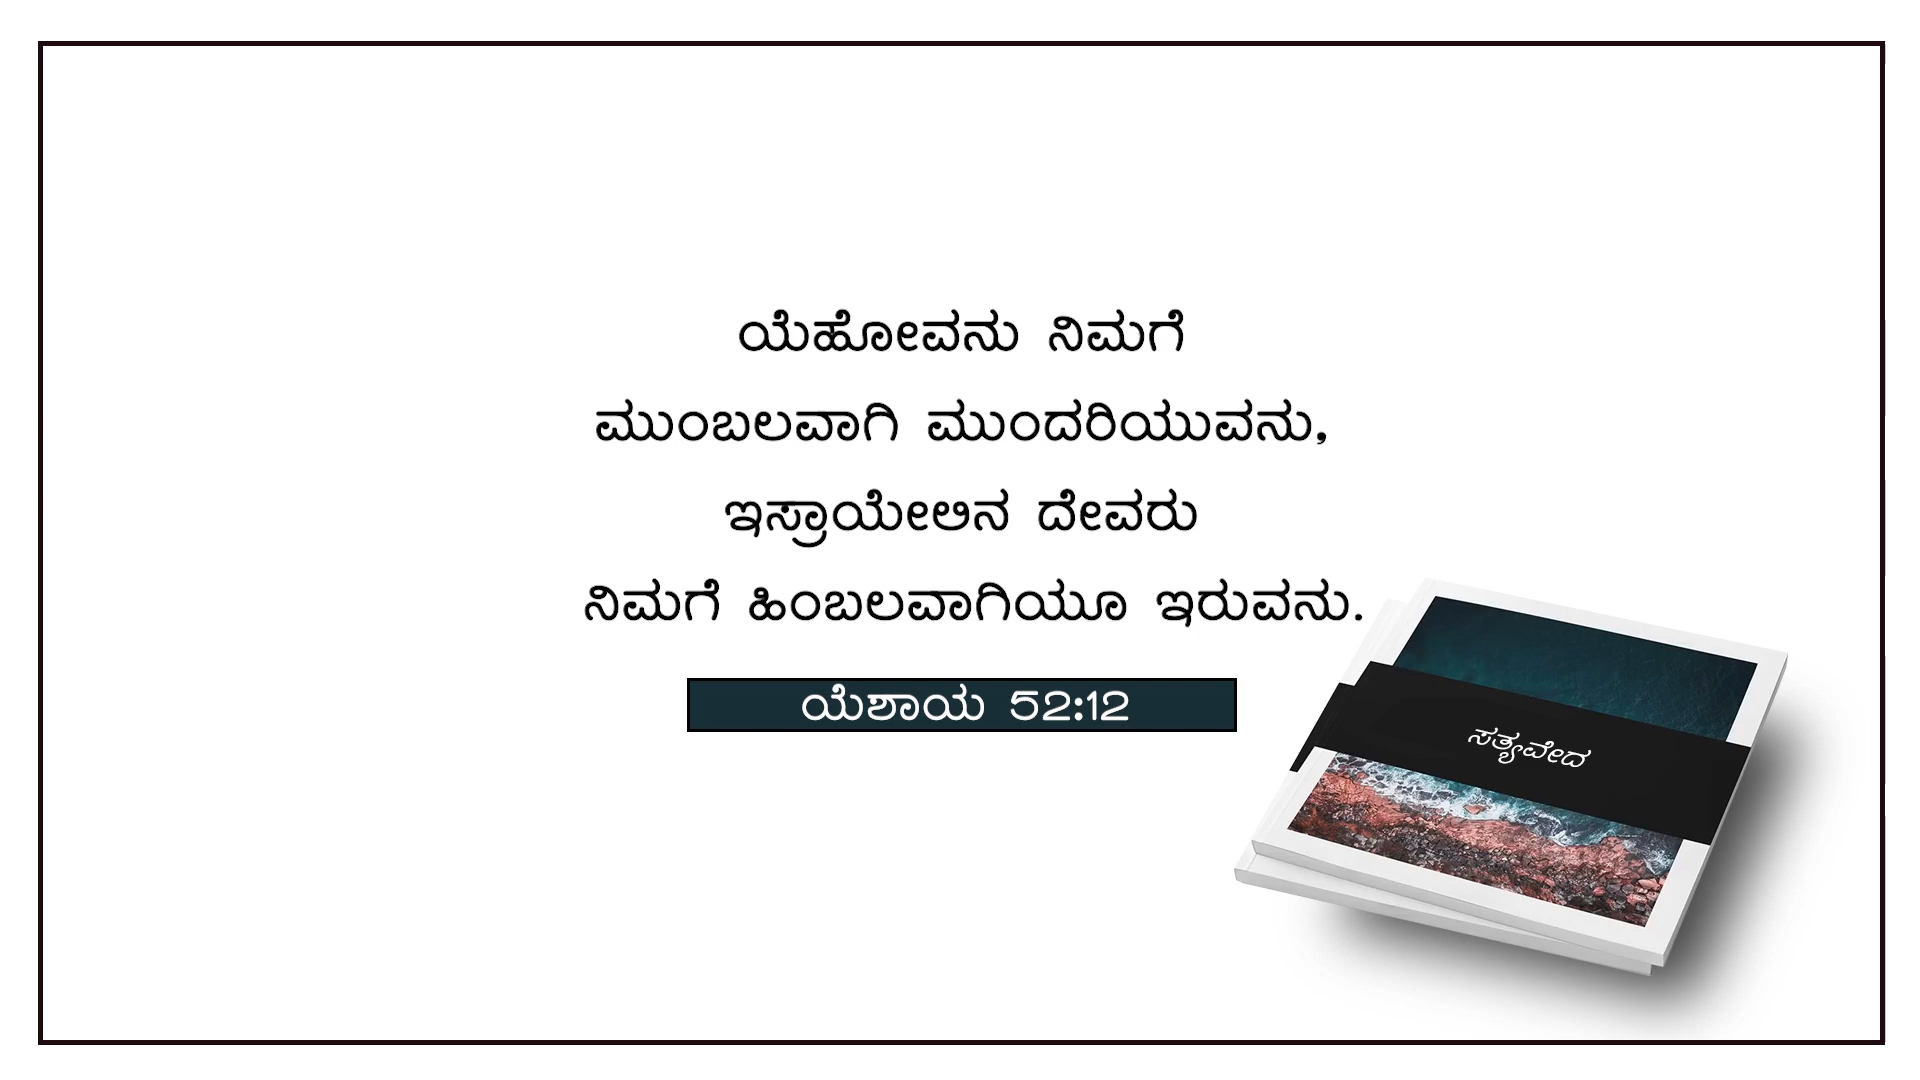 ಯೆಹೋವನು ನಿಮಗೆ
ಮುಂಬಲವಾಗಿ ಮುಂದರಿಯುವನು,
ಇಸ್ರಾಯೇಲಿನ ದೇವರು
ನಿಮಗೆ ಹಿಂಬಲವಾಗಿಯೂ ಇರುವನು.
ಯೆಶಾಯ 52:12
ಸತ್ಯವೇದ